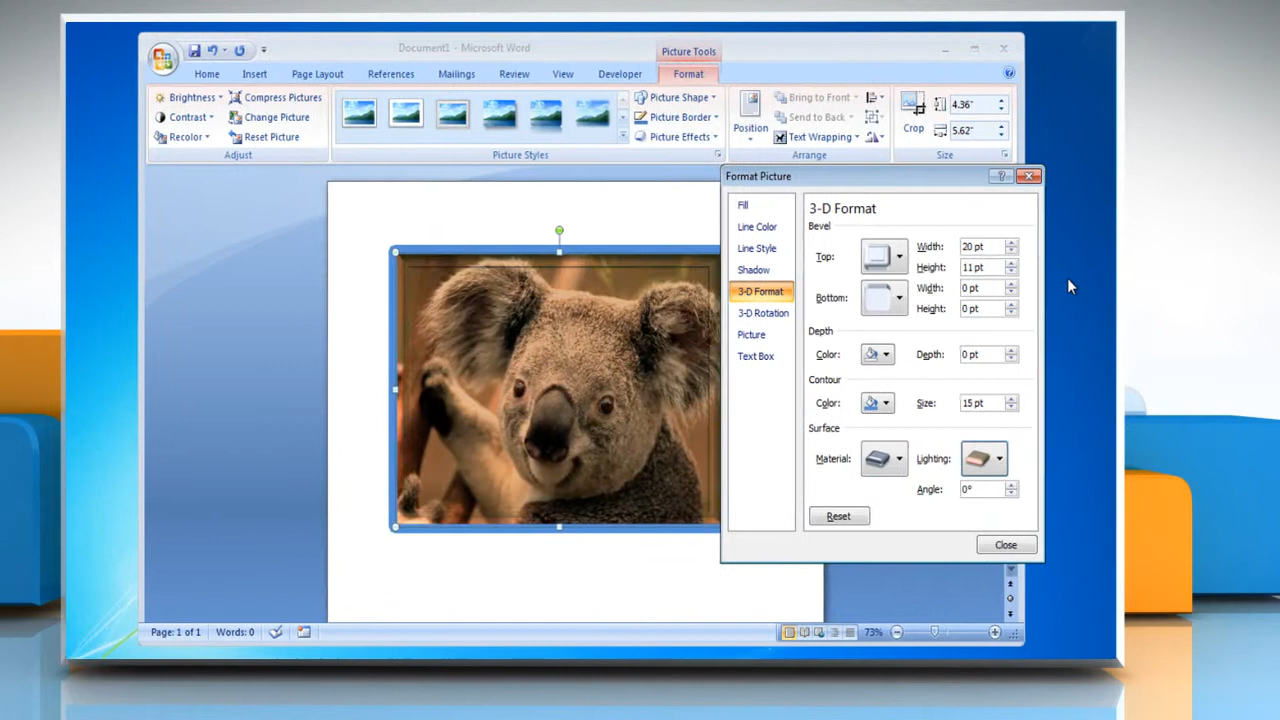 Document1 - Microsoft Word
Picture Tools
Home Insert Page Layout References Mailings Review View Developer Format
Brightness Compress Pictures
Contrast Change Picture
Recolor Reset Picture
Adjust
Picture Shape
Picture Border
Picture Effects
Picture Styles
Position
Bring to Front
Send to Back
Text Wrapping
Arrange
Crop
4.36"
5.62"
Size
Format Picture
Fill
Line Color
Line Style
Shadow
3-D Format
3-D Rotation
Picture
Text Box
3-D Format
Bevel
Top: Width: 20 pt
Height: 11 pt
Bottom: Width: 0 pt
Height: 0 pt
Depth
Color: Depth: 0 pt
Contour
Color: Size: 15 pt
Surface
Material: Lighting:
Angle: 0°
Reset
Close
Page: 1 of 1 Words: 0 73%